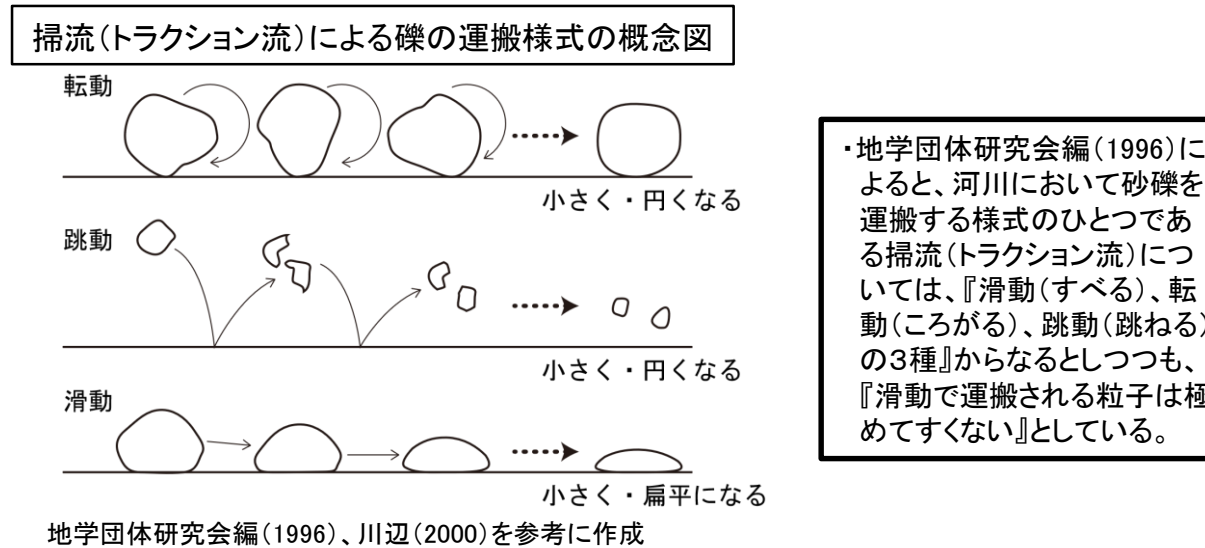 掃流(トラクション流)による礫の運搬様式の概念図
転動
小さく・円くなる
跳動
小さく・円くなる
滑動
小さく・扁平になる
地学団体研究会編(1996)、川辺(2000)を参考に作成
・地学団体研究会編(1996)に
よると、河川において砂礫を
運搬する様式のひとつであ
る掃流(トラクション流)につ
いては、『滑動(すべる)、転
動(ころがる)、跳動(跳ねる)
の3種』からなるとしつつも、
『滑動で運搬される粒子は極
めてすくない』としている。